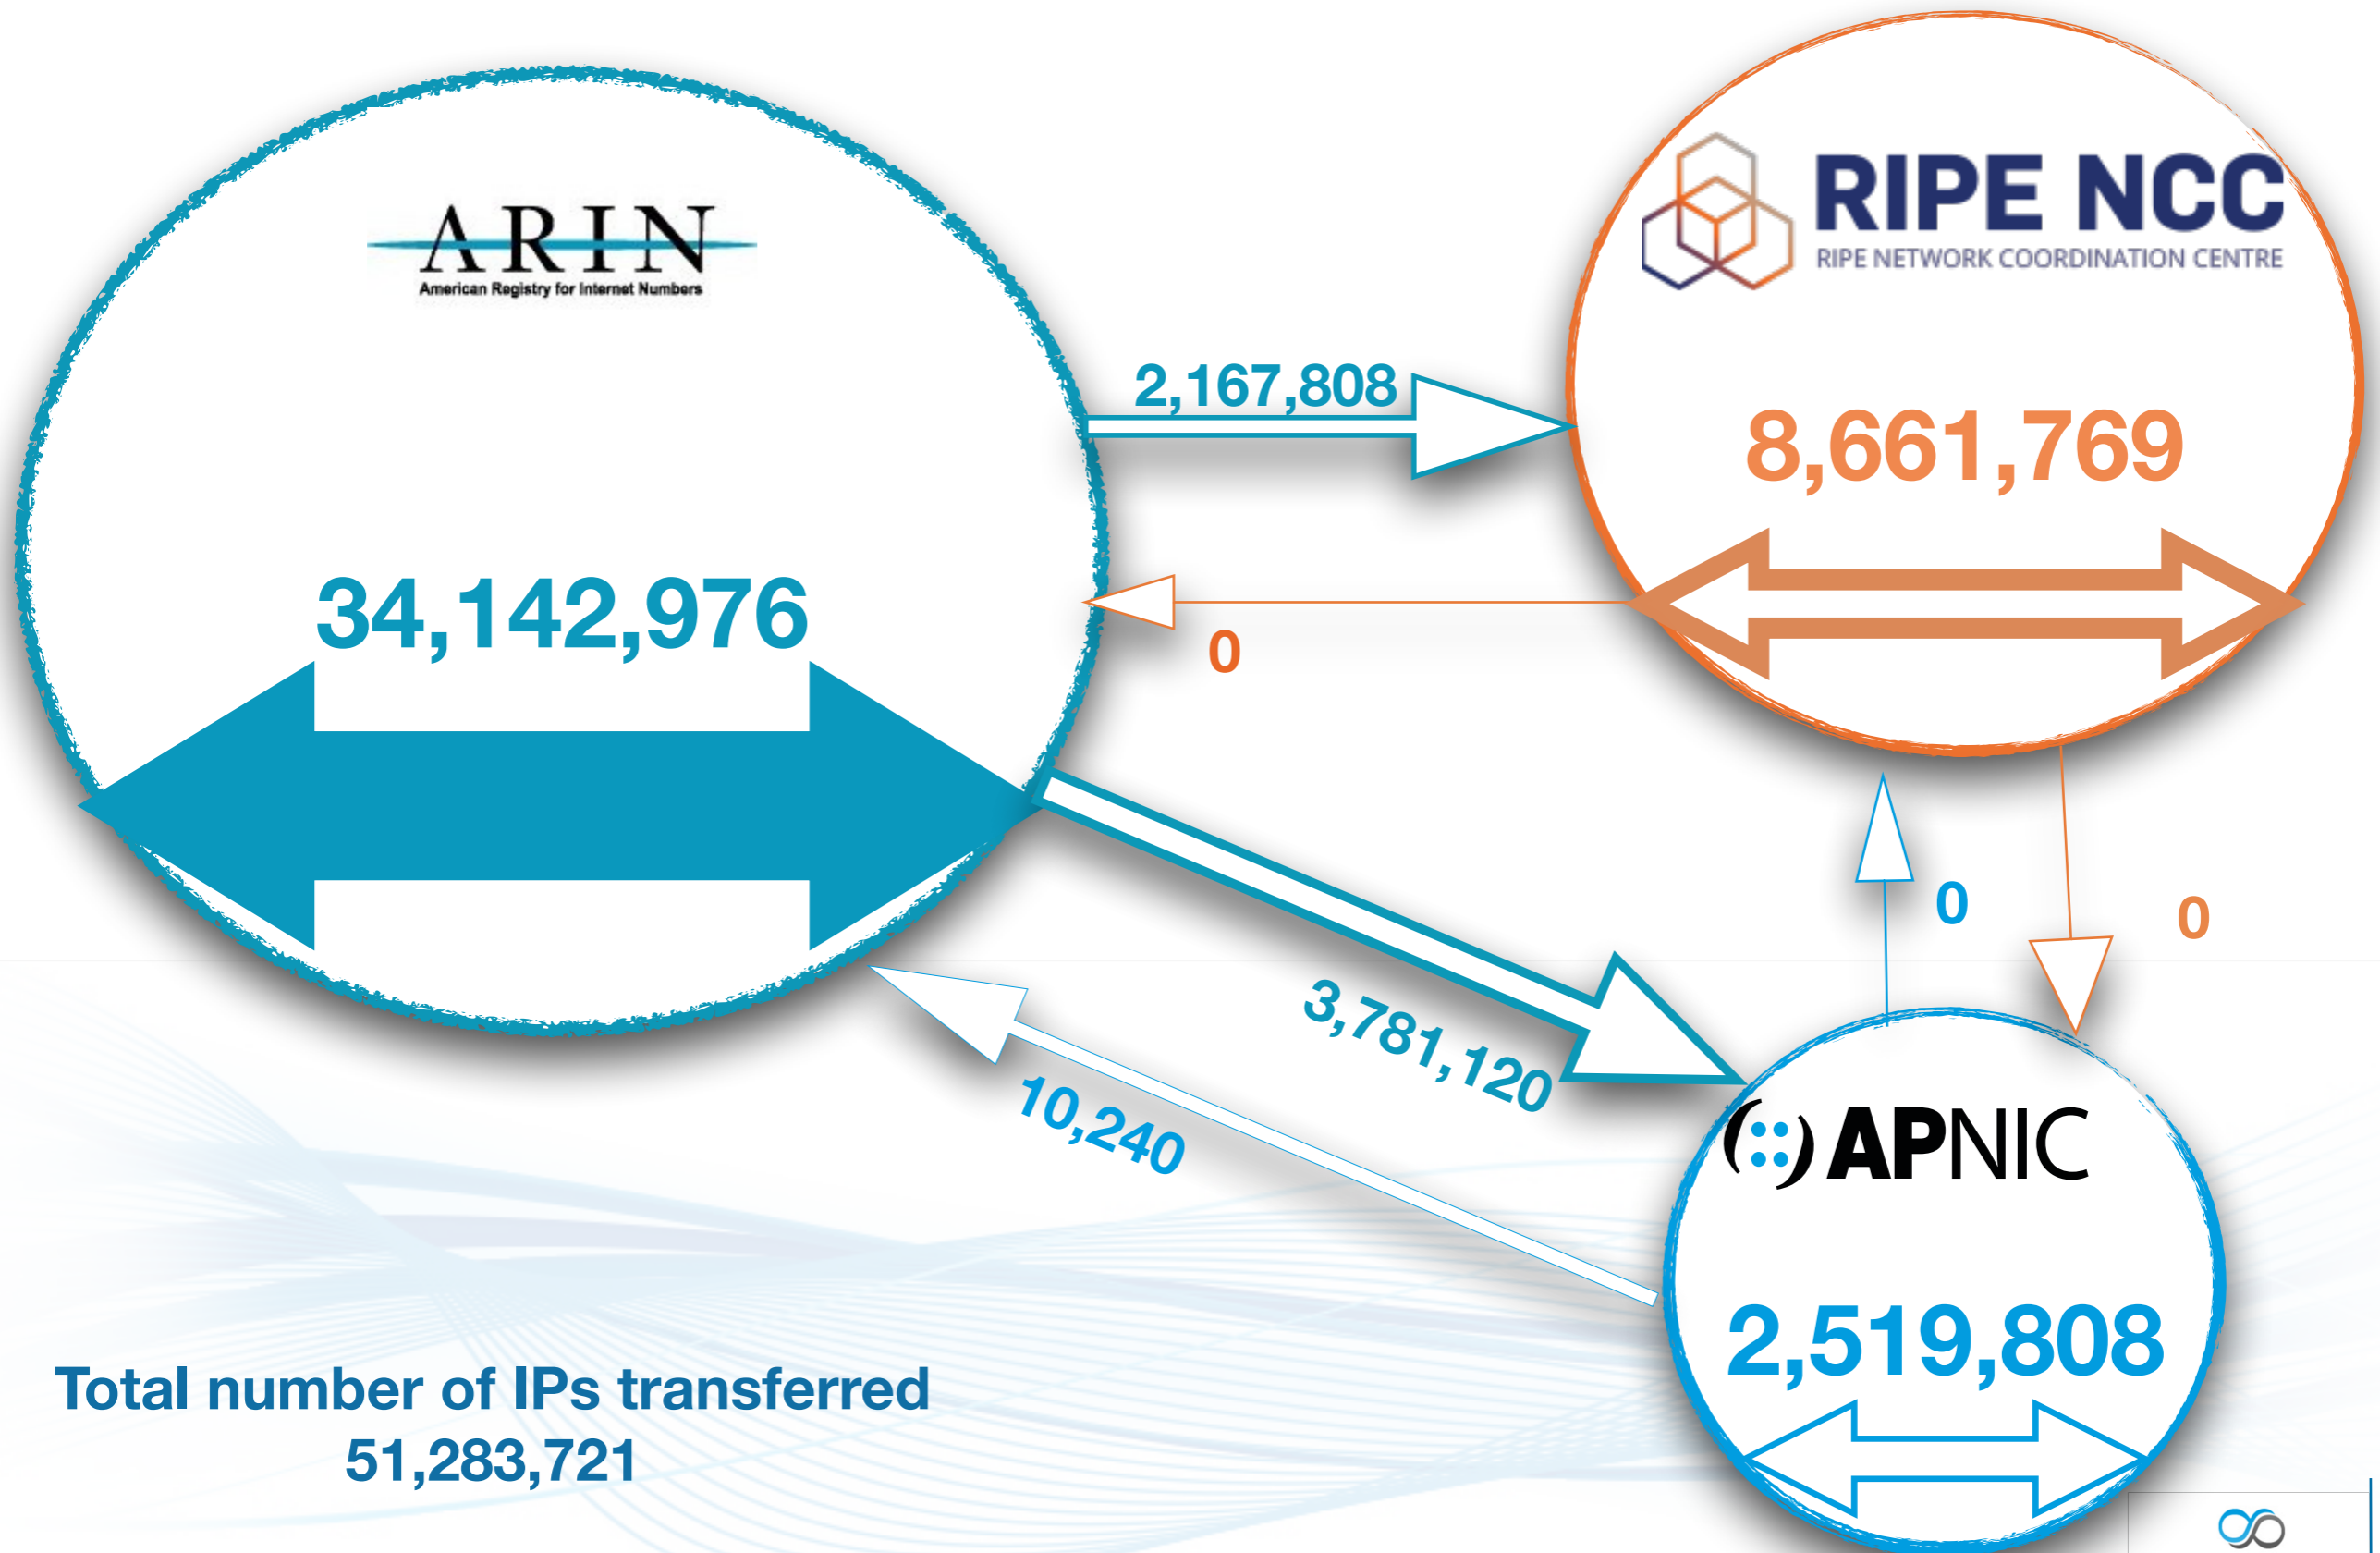 ARIN
American Registry for Internet Numbers
34,142,976
2,167,808
RIPE NCC
RIPE NETWORK COORDINATION CENTRE
8,661,769
0
0
0
3,781,120
10,240
APNIC
2,519,808
Total number of IPs transferred
51,283,721